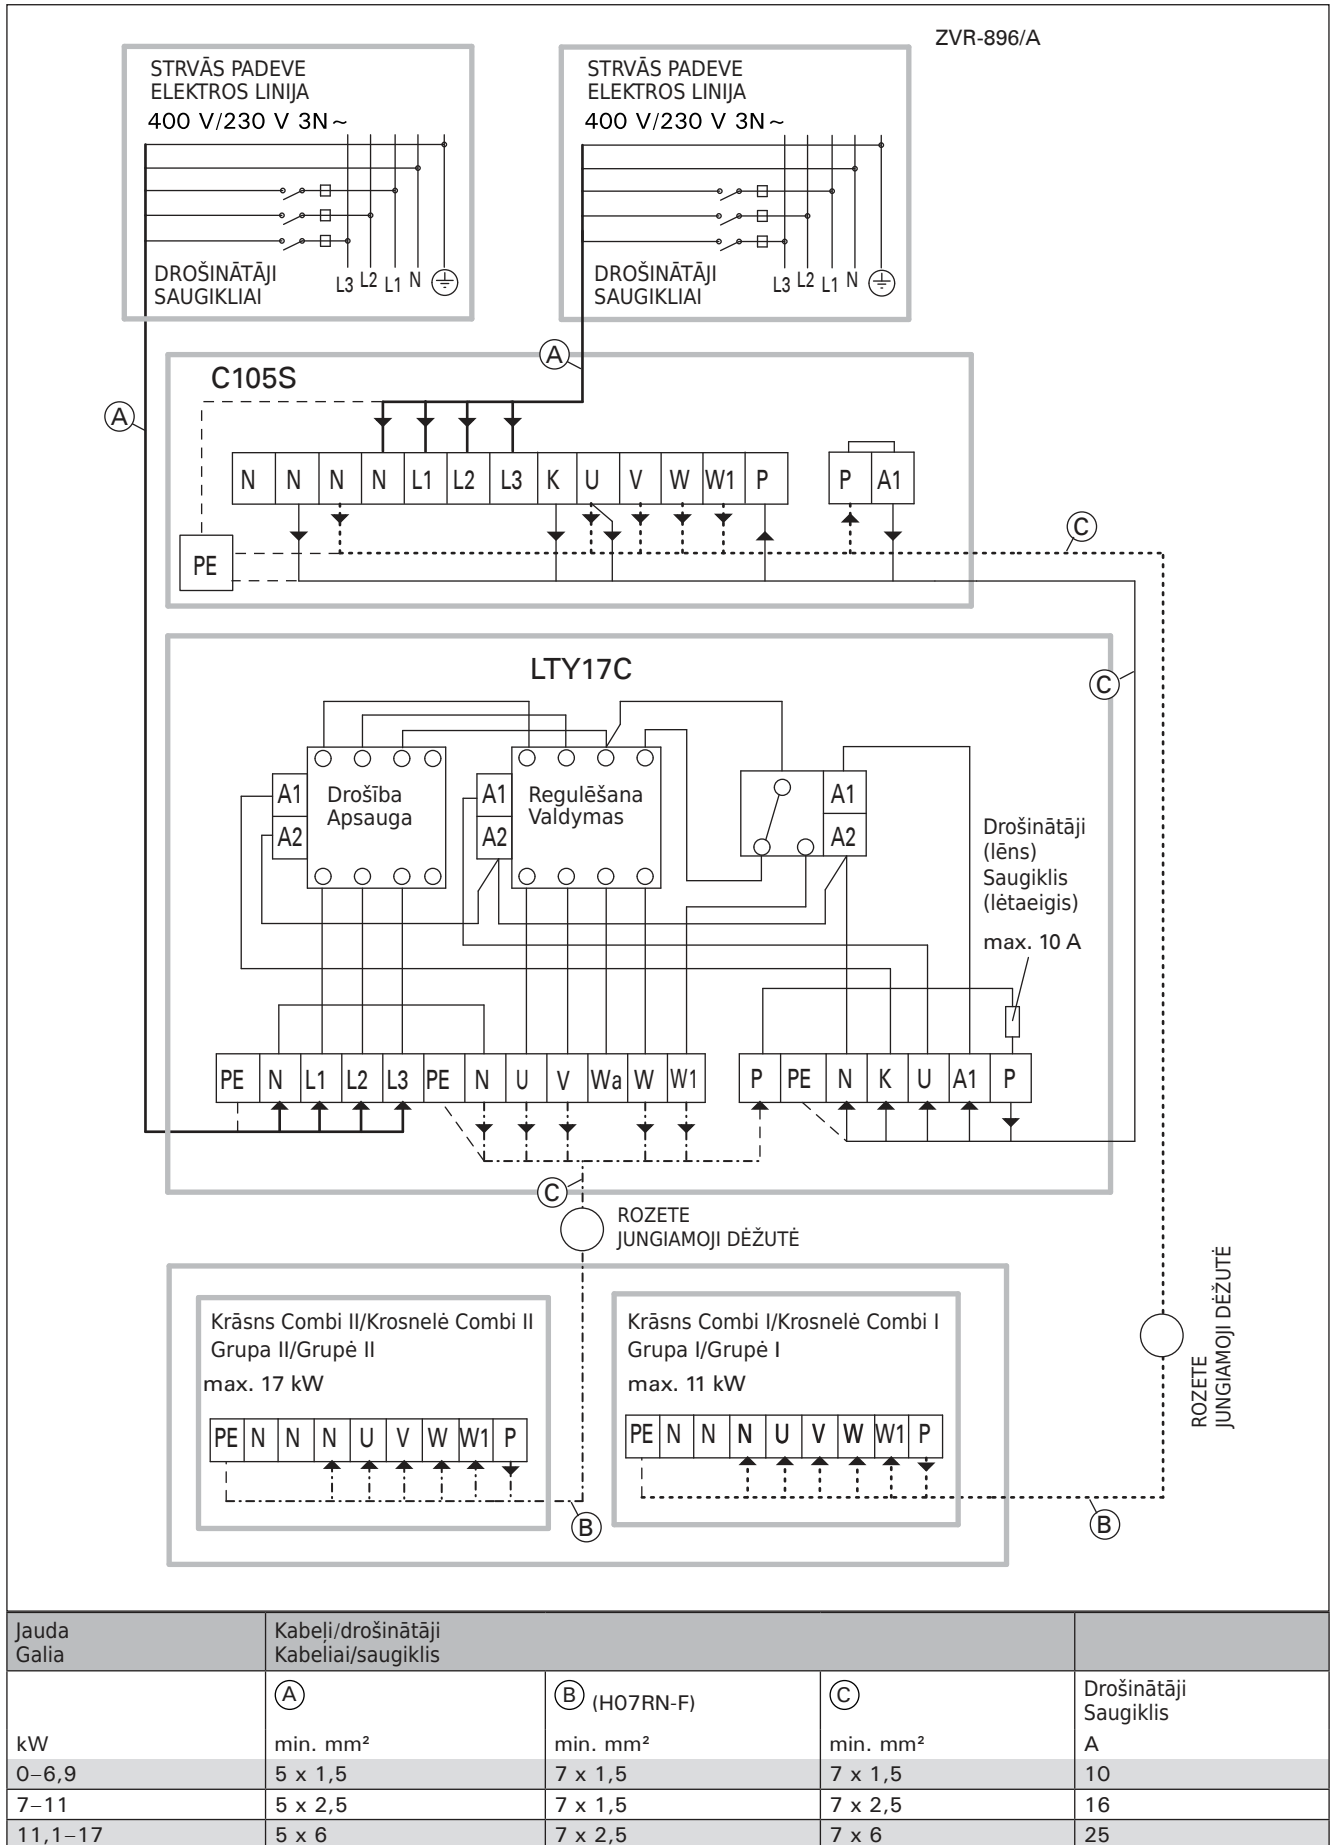 ZVR-896/A
STRVĀS PADEVE
ELEKTROS LINIJA
400 V/230 V 3N~
DROŠINĀTĀJI
SAUGIKLIAI
L3 L2 L1 N
STRVĀS PADEVE
ELEKTROS LINIJA
400 V/230 V 3N~
DROŠINĀTĀJI
SAUGIKLIAI
L3 L2 L1 N
A
A
C105S
N N N N L1 L2 L3 K U V W W1 P
P A1
PE
C
LTY17C
C
A1
A2
Drošība
Apsauga
A1
A2
Regulēšana
Valdymas
A1
A2
Drošinātāji
(lēns)
Saugiklis
(lėtaeigis)
max. 10 A
PE N L1 L2 L3 PE N U V Wa W W1
P PE N K U A1 P
C
ROZETE
JUNGIAMOJI DĖŽUTĖ
ROZETE
JUNGIAMOJI DĖŽUTĖ
Krāsns Combi II/Krosnelė Combi II
Grupa II/Grupė II
max. 17 kW
PE N N N U V W W1 P
B
Krāsns Combi I/Krosnelė Combi I
Grupa I/Grupė I
max. 11 kW
PE N N N U V W W1 P
B
Jauda Kabeļi/drošinātāji
Galia Kabeliai/saugiklis
A B (H07RN-F) C Drošinātāji
Saugiklis
kW min. mm² min. mm² min. mm² A
0–6,9 5 x 1,5 7 x 1,5 7 x 1,5 10
7–11 5 x 2,5 7 x 1,5 7 x 2,5 16
11,1–17 5 x 6 7 x 2,5 7 x 6 25